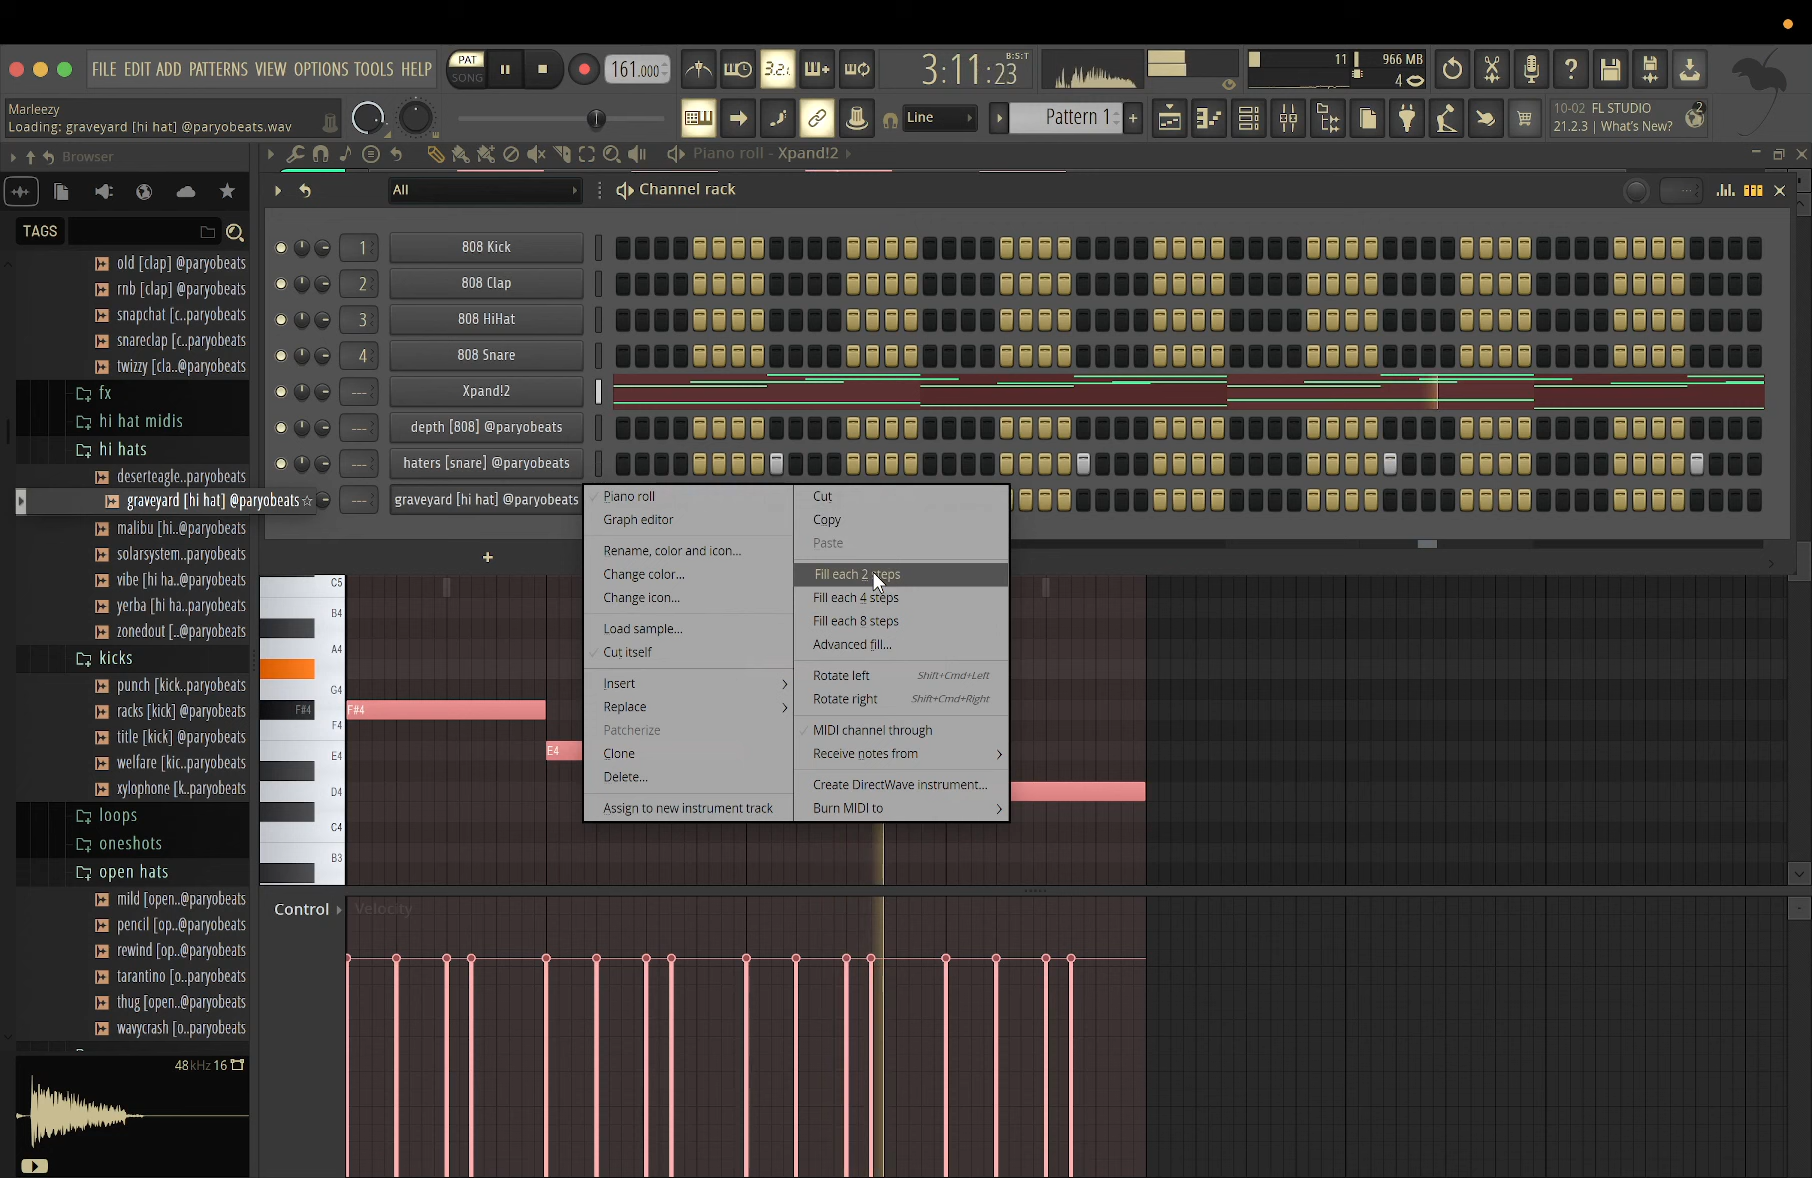 PAT
SONG
FILE EDIT ADD PATTERNS VIEW OPTIONS TOOLS HELP
161.000
3.2.
3:11:23
B:S:T
11
966 MB
4
Marleezy
Loading: graveyard [hi hat] @paryobeats.wav
Line
Pattern 1
10-02 FL STUDIO
21.2.3 | What's New?
2
Browser
Piano roll - Xpand!2
All
Channel rack
TAGS
old [clap] @paryobeats
rnb [clap] @paryobeats
snapchat [c..paryobeats
snareclap [c..paryobeats
twizzy [cla..@paryobeats
fx
hi hat midis
hi hats
deserteagle..paryobeats
graveyard [hi hat] @paryobeats
malibu [hi..@paryobeats
solarsystem..paryobeats
vibe [hi ha..@paryobeats
yerba [hi ha..paryobeats
zonedout [..@paryobeats
kicks
punch [kick..paryobeats
racks [kick] @paryobeats
title [kick] @paryobeats
welfare [kic..paryobeats
xylophone [k..paryobeats
loops
oneshots
open hats
mild [open..@paryobeats
pencil [op..@paryobeats
rewind [op..@paryobeats
tarantino [o..paryobeats
thug [open..@paryobeats
wavycrash [o..paryobeats
48kHz 16
1 808 Kick
2 808 Clap
3 808 HiHat
4 808 Snare
--- Xpand!2
--- depth [808] @paryobeats
--- haters [snare] @paryobeats
--- graveyard [hi hat] @paryobeats
+
Piano roll
Graph editor
Rename, color and icon...
Change color...
Change icon...
Load sample...
Cut itself
Insert
Replace
Patcherize
Clone
Delete...
Assign to new instrument track
Cut
Copy
Paste
Fill each 2 steps
Fill each 4 steps
Fill each 8 steps
Advanced fill...
Rotate left Shift+Cmd+Left
Rotate right Shift+Cmd+Right
MIDI channel through
Receive notes from
Create DirectWave instrument...
Burn MIDI to
C5
B4
A4
G4
F#4
F4
E4
D4
C4
B3
F#4
E4
Control
Velocity